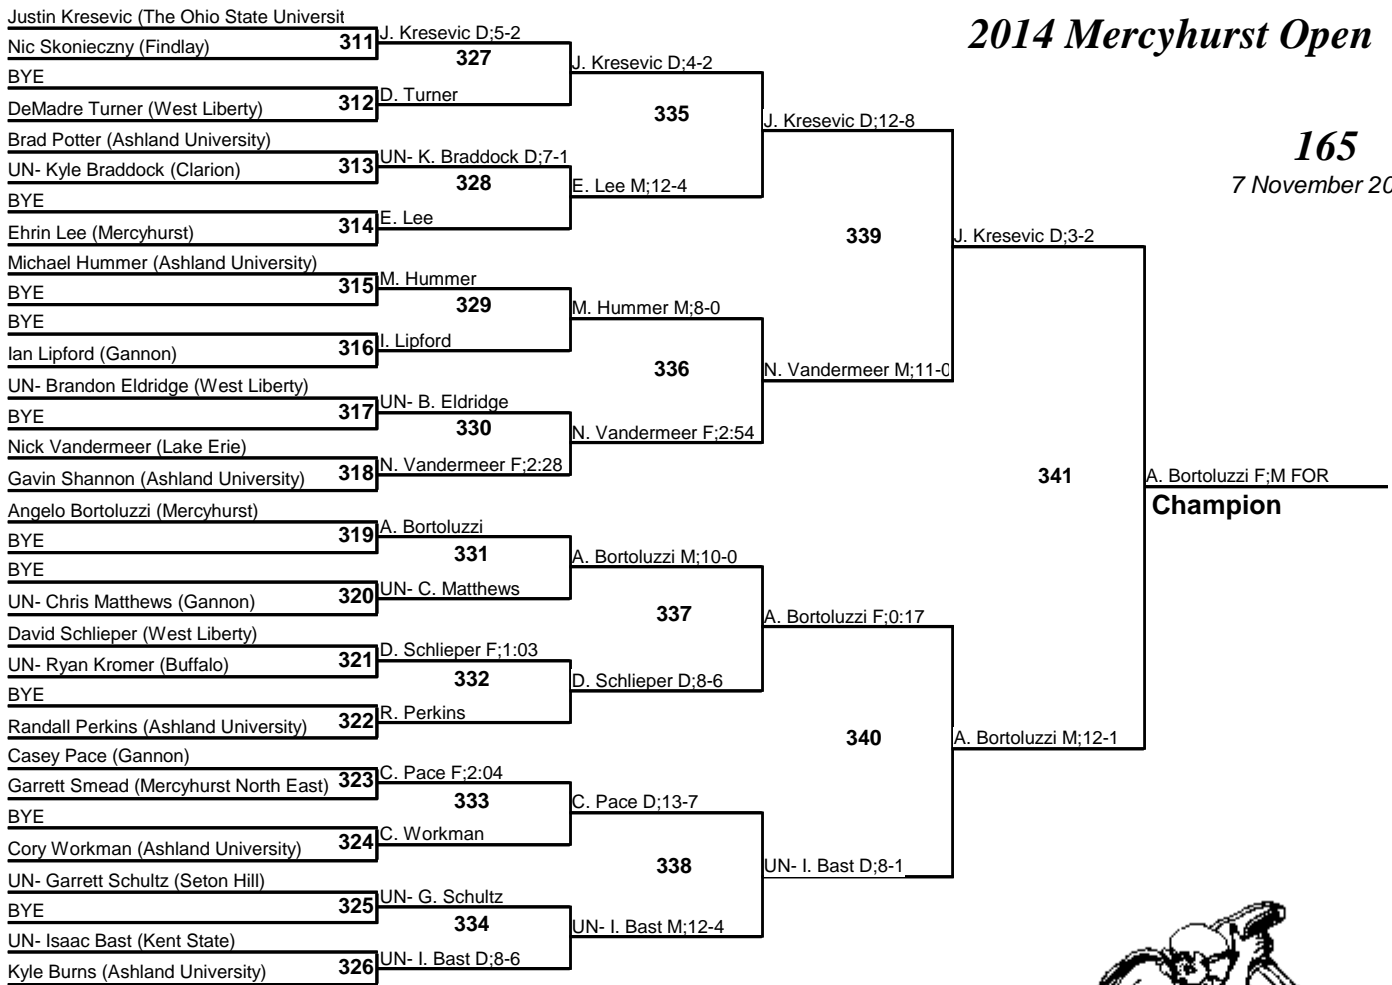 2014 Mercyhurst Open
165
7 November 20
Justin Kresevic (The Ohio State Universit
Nic Skonieczny (Findlay)
BYE
DeMadre Turner (West Liberty)
Brad Potter (Ashland University)
UN- Kyle Braddock (Clarion)
BYE
Ehrin Lee (Mercyhurst)
Michael Hummer (Ashland University)
BYE
BYE
Ian Lipford (Gannon)
UN- Brandon Eldridge (West Liberty)
BYE
Nick Vandermeer (Lake Erie)
Gavin Shannon (Ashland University)
Angelo Bortoluzzi (Mercyhurst)
BYE
BYE
UN- Chris Matthews (Gannon)
David Schlieper (West Liberty)
UN- Ryan Kromer (Buffalo)
BYE
Randall Perkins (Ashland University)
Casey Pace (Gannon)
Garrett Smead (Mercyhurst North East)
BYE
Cory Workman (Ashland University)
UN- Garrett Schultz (Seton Hill)
BYE
UN- Isaac Bast (Kent State)
Kyle Burns (Ashland University)
311
312
313
314
315
316
317
318
319
320
321
322
323
324
325
326
J. Kresevic D;5-2
327
D. Turner
UN- K. Braddock D;7-1
328
E. Lee
M. Hummer
329
I. Lipford
UN- B. Eldridge
330
N. Vandermeer F;2:28
A. Bortoluzzi
331
UN- C. Matthews
D. Schlieper F;1:03
332
R. Perkins
C. Pace F;2:04
333
C. Workman
UN- G. Schultz
334
UN- I. Bast D;8-6
J. Kresevic D;4-2
335
E. Lee M;12-4
M. Hummer M;8-0
336
N. Vandermeer F;2:54
A. Bortoluzzi M;10-0
337
D. Schlieper D;8-6
C. Pace D;13-7
338
UN- I. Bast M;12-4
J. Kresevic D;12-8
339
N. Vandermeer M;11-0
A. Bortoluzzi F;0:17
340
UN- I. Bast D;8-1
J. Kresevic D;3-2
341
A. Bortoluzzi M;12-1
A. Bortoluzzi F;M FOR
Champion